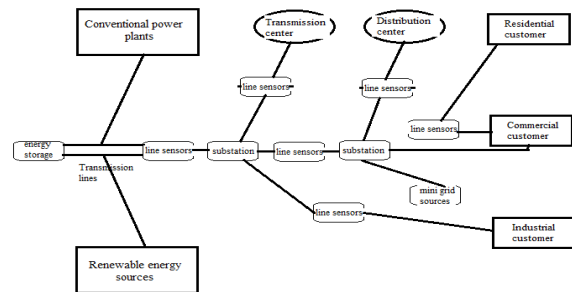 Conventional power
plants
Transmission
center
Distribution
center
Residential
customer
line sensors
line sensors
line sensors
Commercial
customer
energy
storage
line sensors
substation
line sensors
substation
Transmission
lines
mini grid
sources
line sensors
Industrial
customer
Renewable energy
sources